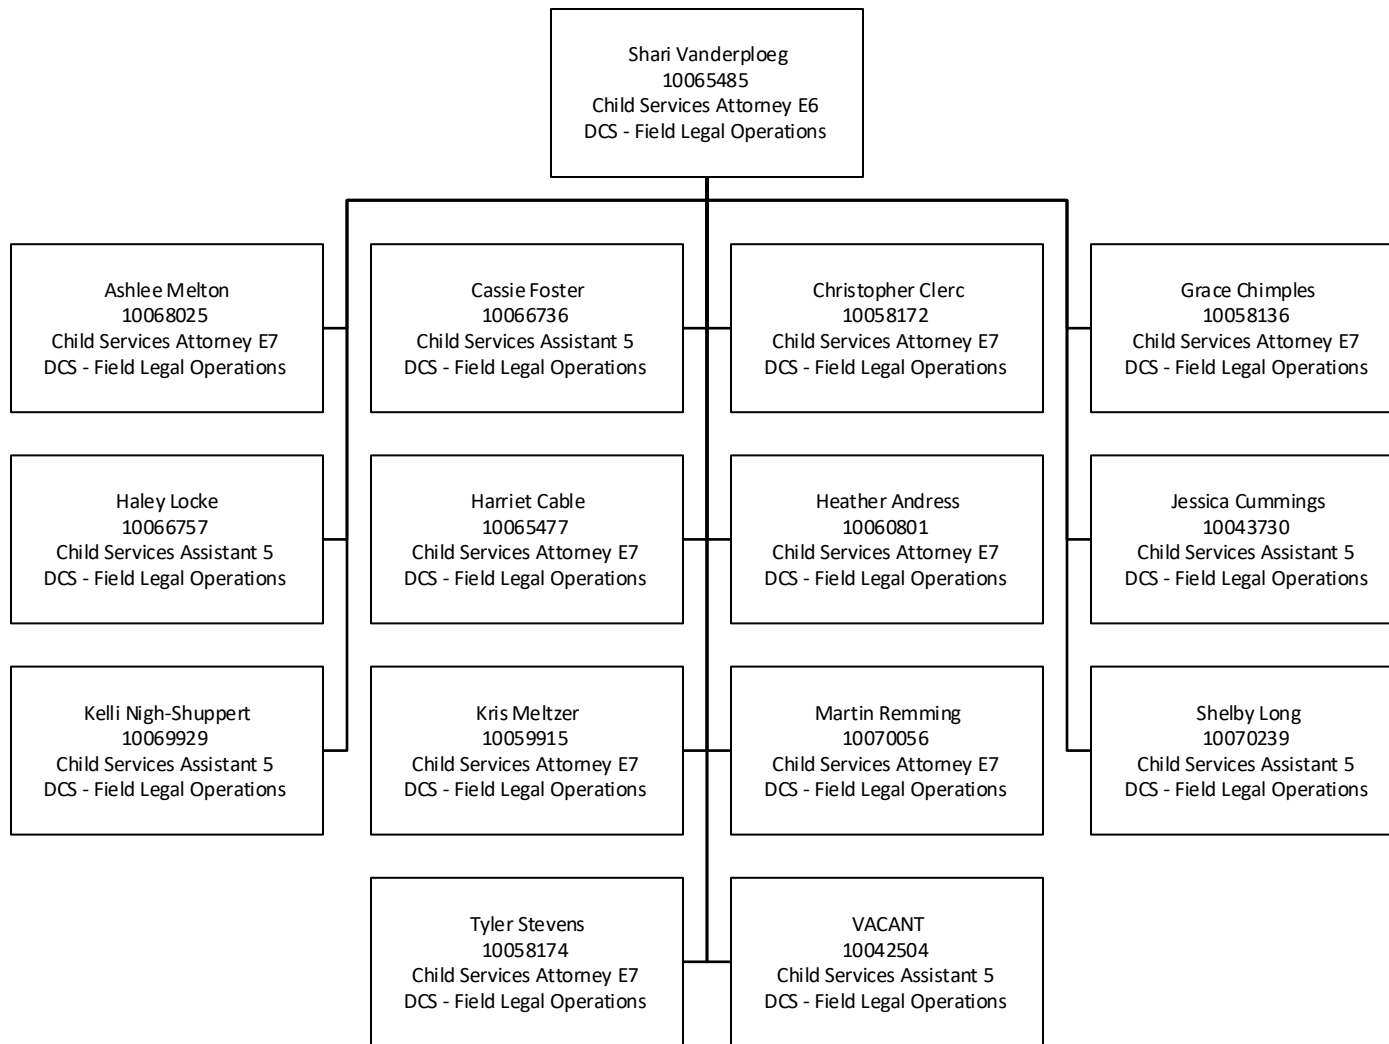 Shari Vanderploeg
10065485
Child Services Attorney E6
DCS - Field Legal Operations
Ashlee Melton
10068025
Child Services Attorney E7
DCS - Field Legal Operations
Cassie Foster
10066736
Child Services Assistant 5
DCS - Field Legal Operations
Christopher Clerc
10058172
Child Services Attorney E7
DCS - Field Legal Operations
Grace Chimples
10058136
Child Services Attorney E7
DCS - Field Legal Operations
Haley Locke
10066757
Child Services Assistant 5
DCS - Field Legal Operations
Harriet Cable
10065477
Child Services Attorney E7
DCS - Field Legal Operations
Heather Andress
10060801
Child Services Attorney E7
DCS - Field Legal Operations
Jessica Cummings
10043730
Child Services Assistant 5
DCS - Field Legal Operations
Kelli Nigh-Shuppert
10069929
Child Services Assistant 5
DCS - Field Legal Operations
Kris Meltzer
10059915
Child Services Attorney E7
DCS - Field Legal Operations
Martin Remming
10070056
Child Services Attorney E7
DCS - Field Legal Operations
Shelby Long
10070239
Child Services Assistant 5
DCS - Field Legal Operations
Tyler Stevens
10058174
Child Services Attorney E7
DCS - Field Legal Operations
VACANT
10042504
Child Services Assistant 5
DCS - Field Legal Operations